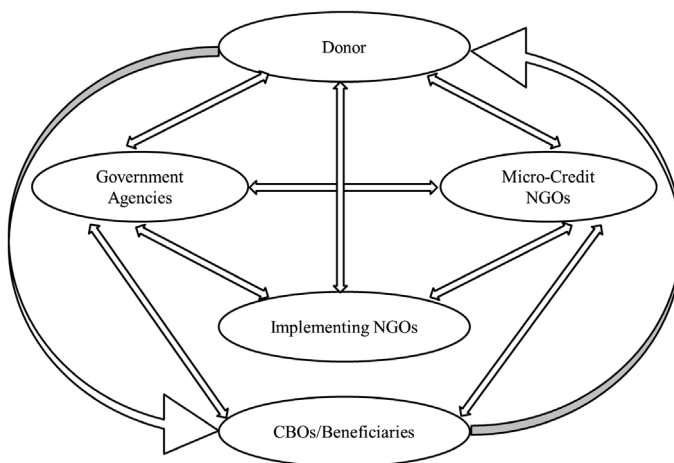 Donor
Government
Agencies
Micro-Credit
NGOs
Implementing NGOs
CBOs/Beneficiaries